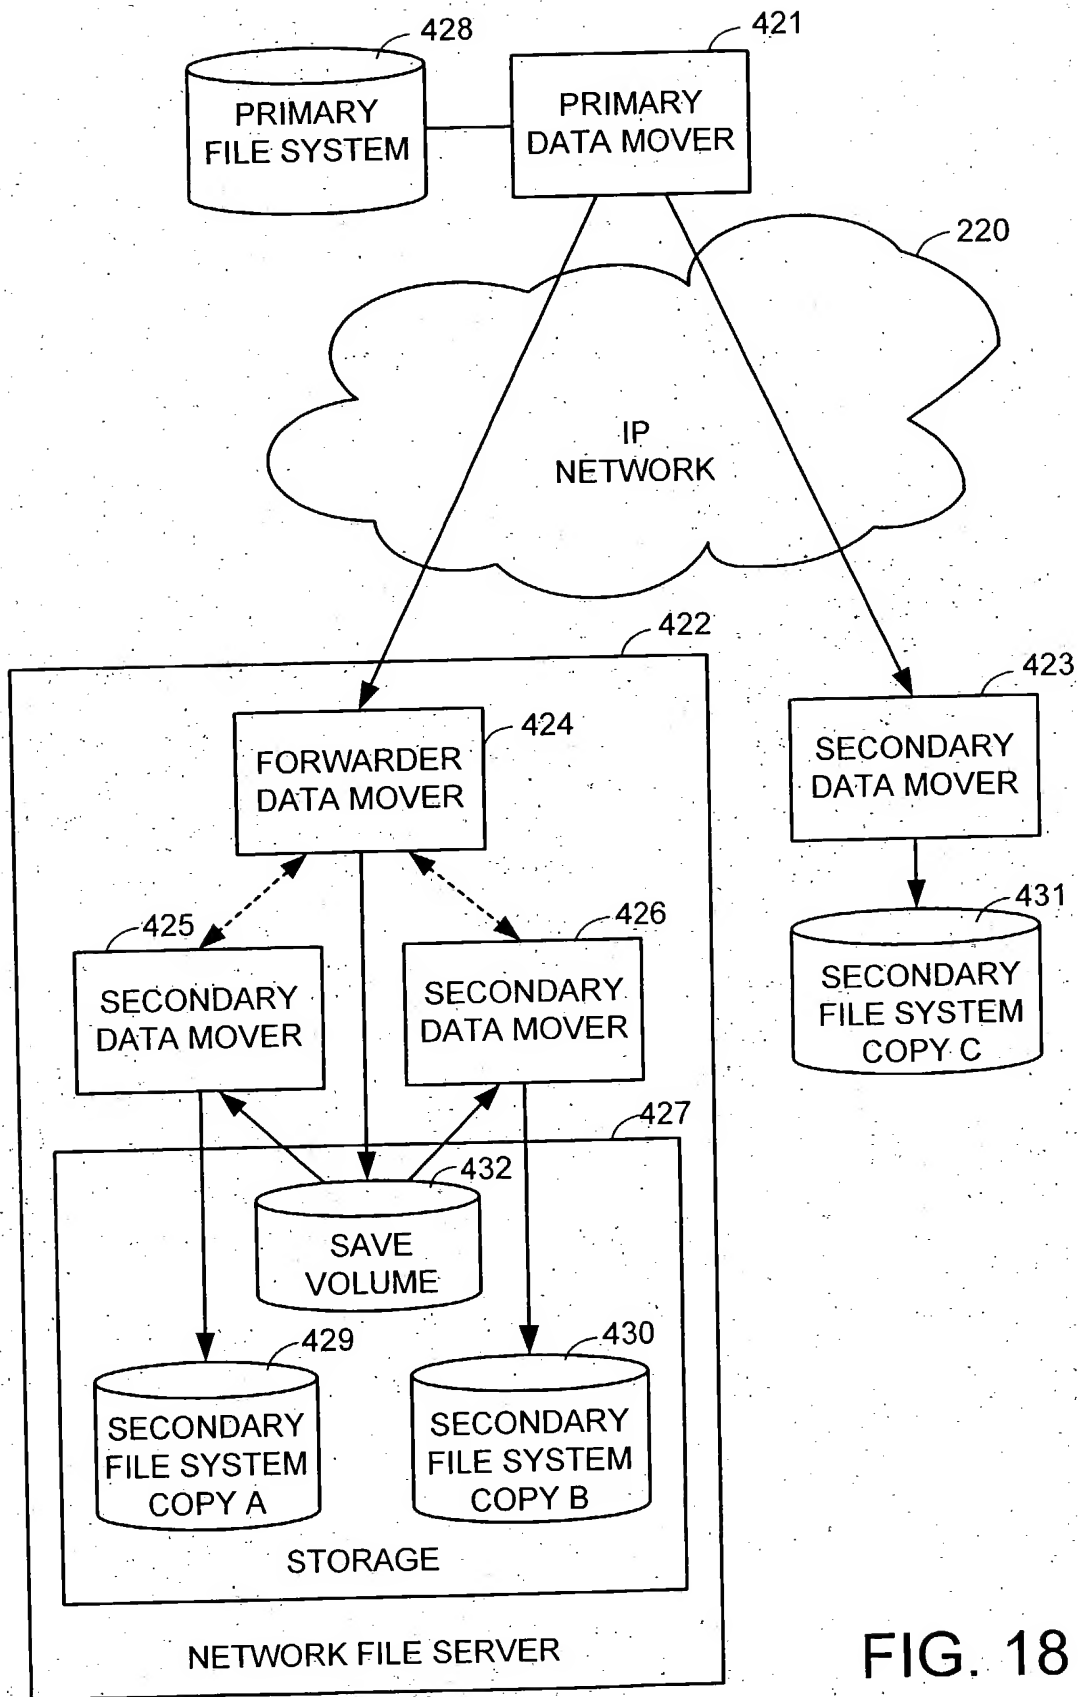 428
421
PRIMARY
FILE SYSTEM
PRIMARY
DATA MOVER
220
IP
NETWORK
422
423
424
FORWARDER
DATA MOVER
SECONDARY
DATA MOVER
425
426
431
SECONDARY
DATA MOVER
SECONDARY
DATA MOVER
SECONDARY
FILE SYSTEM
COPY C
427
432
SAVE
VOLUME
429
430
SECONDARY
FILE SYSTEM
COPY A
SECONDARY
FILE SYSTEM
COPY B
STORAGE
NETWORK FILE SERVER
FIG. 18